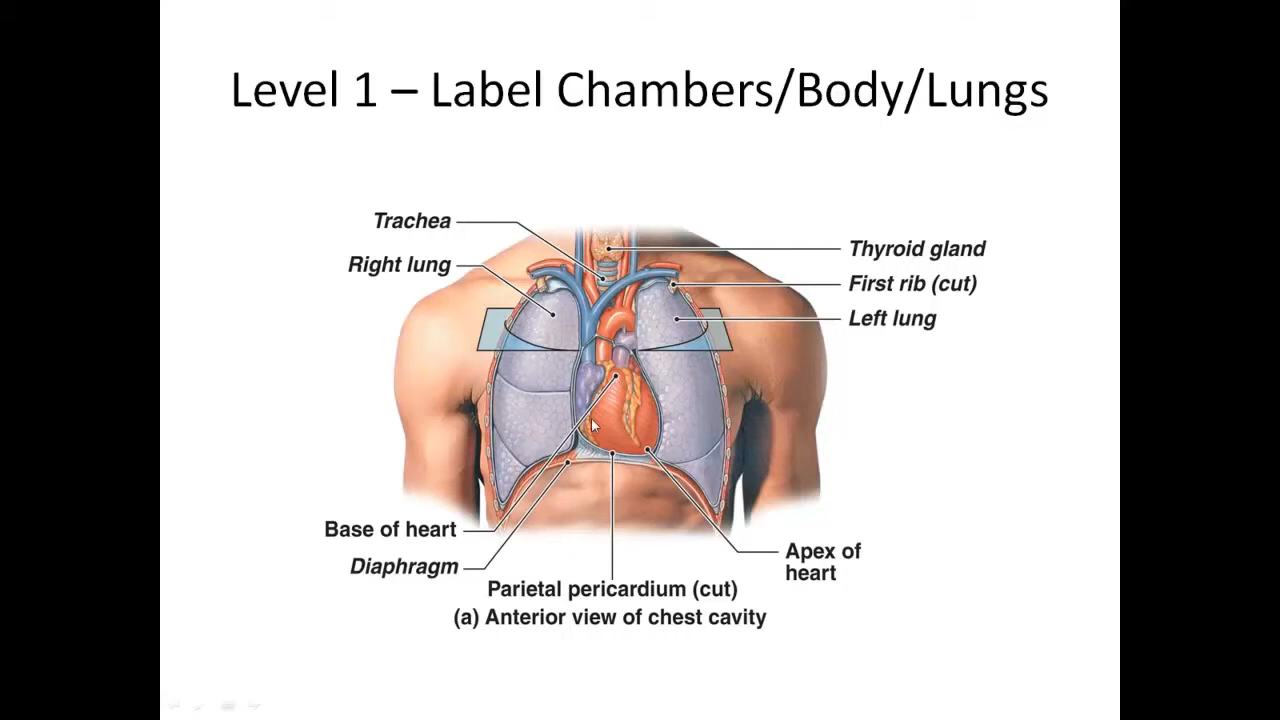 Level 1 – Label Chambers/Body/Lungs
Trachea
Right lung
Thyroid gland
First rib (cut)
Left lung
Base of heart
Diaphragm
Apex of
heart
Parietal pericardium (cut)
(a) Anterior view of chest cavity